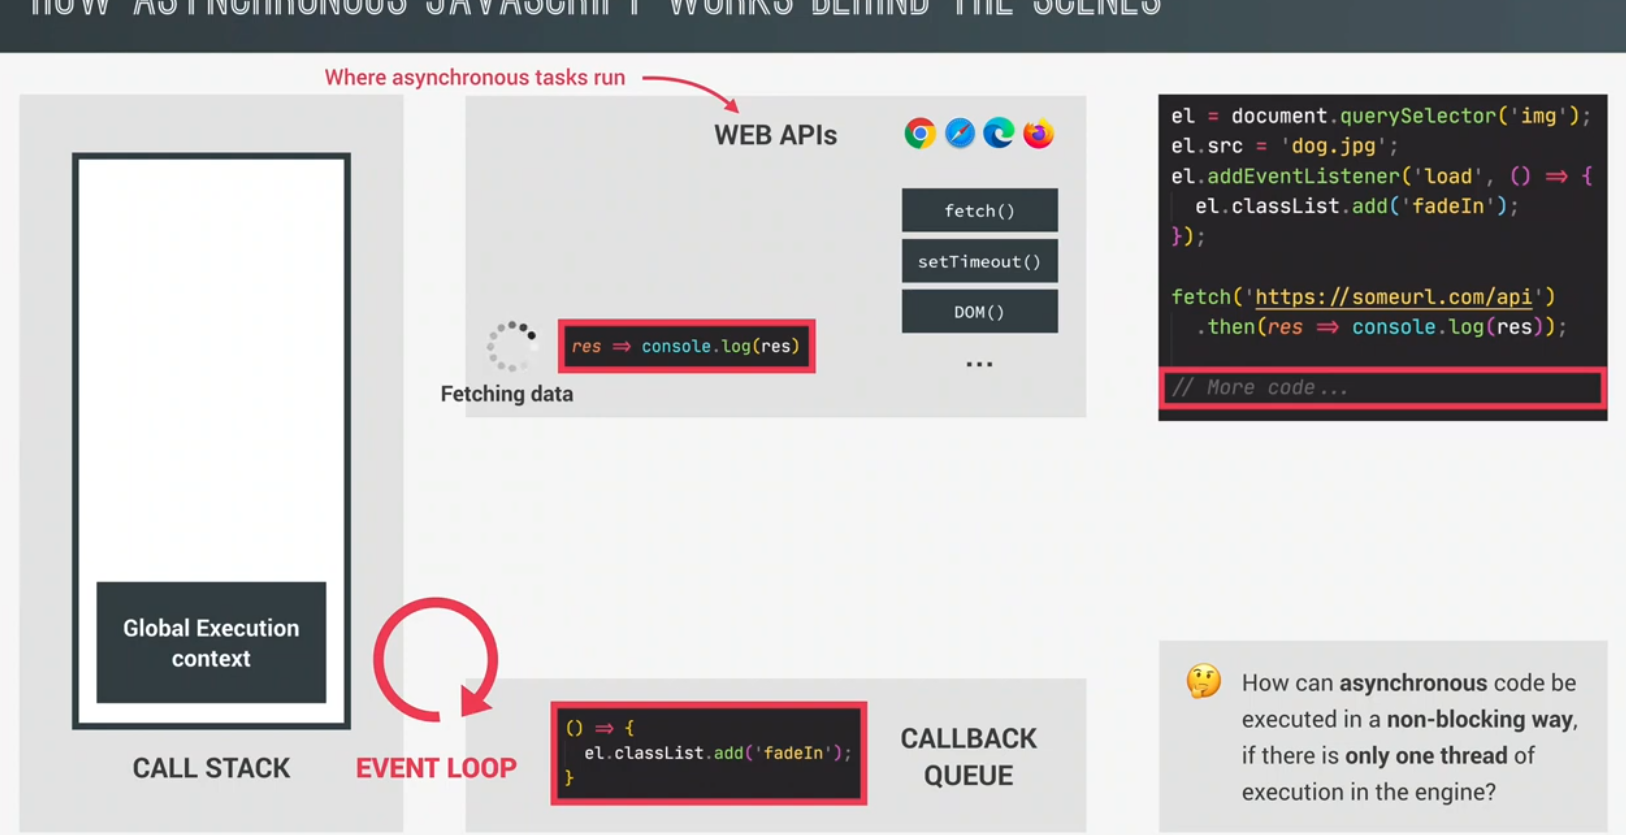 HOW ASYNCHRONOUS JAVASCRIPT WORKS BEHIND THE SCENES
Where asynchronous tasks run
WEB APIs
fetch()
setTimeout()
DOM()
...
res => console.log(res)
Fetching data
el = document.querySelector('img');
el.src = 'dog.jpg';
el.addEventListener('load', () => {
el.classList.add('fadeIn');
});
fetch('https://someurl.com/api')
.then(res => console.log(res));
// More code...
Global Execution
context
CALL STACK
EVENT LOOP
() => {
el.classList.add('fadeIn');
}
CALLBACK
QUEUE
How can asynchronous code be
executed in a non-blocking way,
if there is only one thread of
execution in the engine?